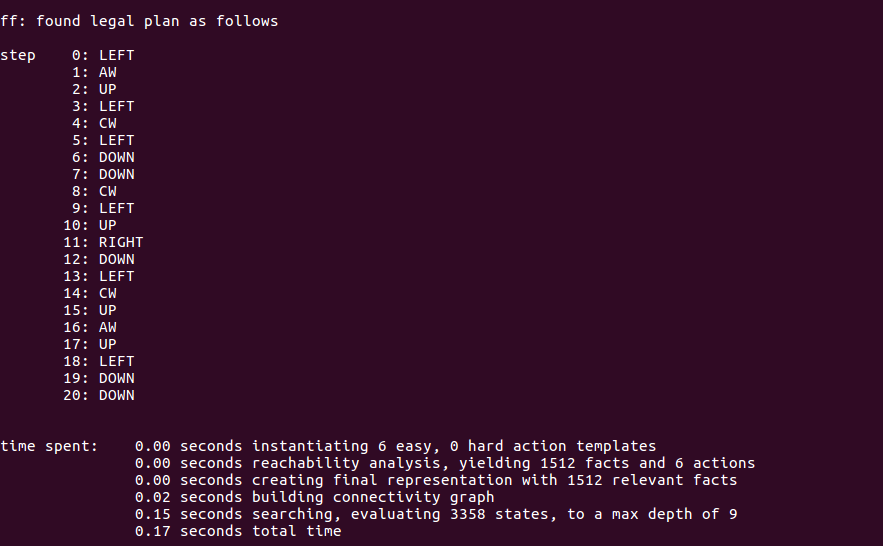 ff: found legal plan as follows
step    0: LEFT
        1: AW
        2: UP
        3: LEFT
        4: CW
        5: LEFT
        6: DOWN
        7: DOWN
        8: CW
        9: LEFT
       10: UP
       11: RIGHT
       12: DOWN
       13: LEFT
       14: CW
       15: UP
       16: AW
       17: UP
       18: LEFT
       19: DOWN
       20: DOWN
time spent:    0.00 seconds instantiating 6 easy, 0 hard action templates
               0.00 seconds reachability analysis, yielding 1512 facts and 6 actions
               0.00 seconds creating final representation with 1512 relevant facts
               0.02 seconds building connectivity graph
               0.15 seconds searching, evaluating 3358 states, to a max depth of 9
               0.17 seconds total time